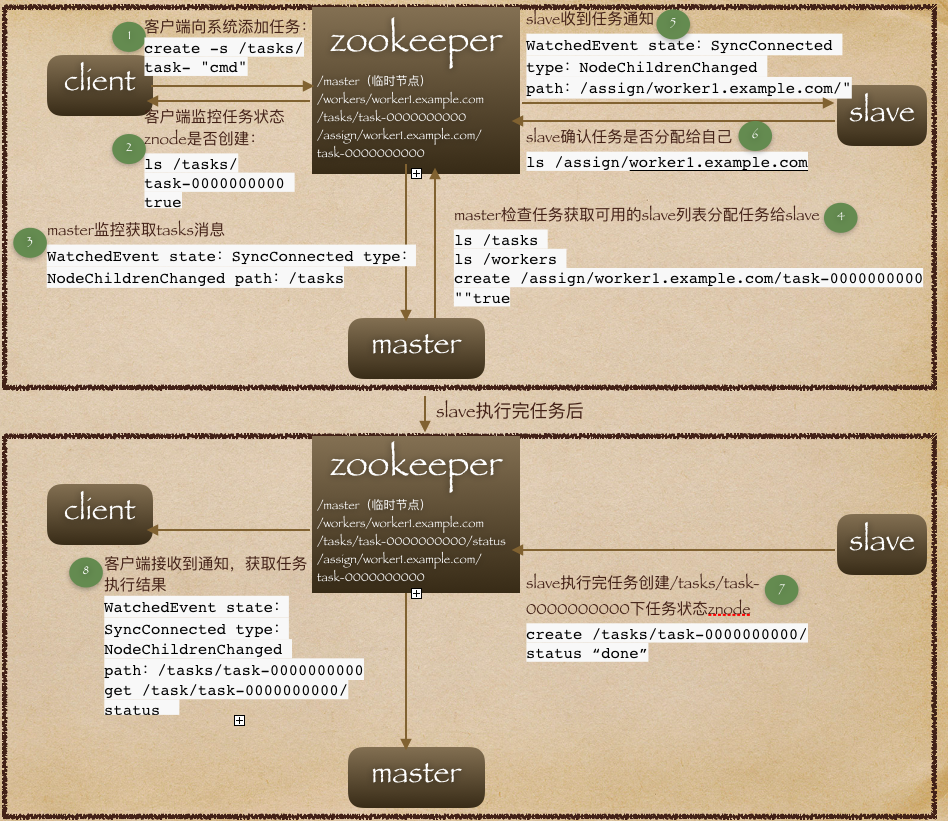 1
客户端向系统添加任务:
create -s /tasks/
task- "cmd"
client
客户端监控任务状态
znode是否创建:
2
ls /tasks/
task-0000000000
true
3
master监控获取tasks消息
WatchedEvent state: SyncConnected type:
NodeChildrenChanged path: /tasks
zookeeper
/master（临时节点）
/workers/worker1.example.com
/tasks/task-0000000000
/assign/worker1.example.com/
task-0000000000
slave收到任务通知
5
WatchedEvent state: SyncConnected
type: NodeChildrenChanged
path: /assign/worker1.example.com/"
slave
slave确认任务是否分配给自己
6
ls /assign/worker1.example.com
master检查任务获取可用的slave列表分配任务给slave
4
ls /tasks
ls /workers
create /assign/worker1.example.com/task-0000000000
""true
master
slave执行完任务后
zookeeper
/master（临时节点）
/workers/worker1.example.com
/tasks/task-0000000000/status
/assign/worker1.example.com/
task-0000000000
client
8
客户端接收到通知，获取任务
执行结果
WatchedEvent state:
SyncConnected type:
NodeChildrenChanged
path: /tasks/task-0000000000
get /task/task-0000000000/
status
slave
slave执行完任务创建/tasks/task-
0000000000下任务状态znode
7
create /tasks/task-0000000000/
status “done”
master